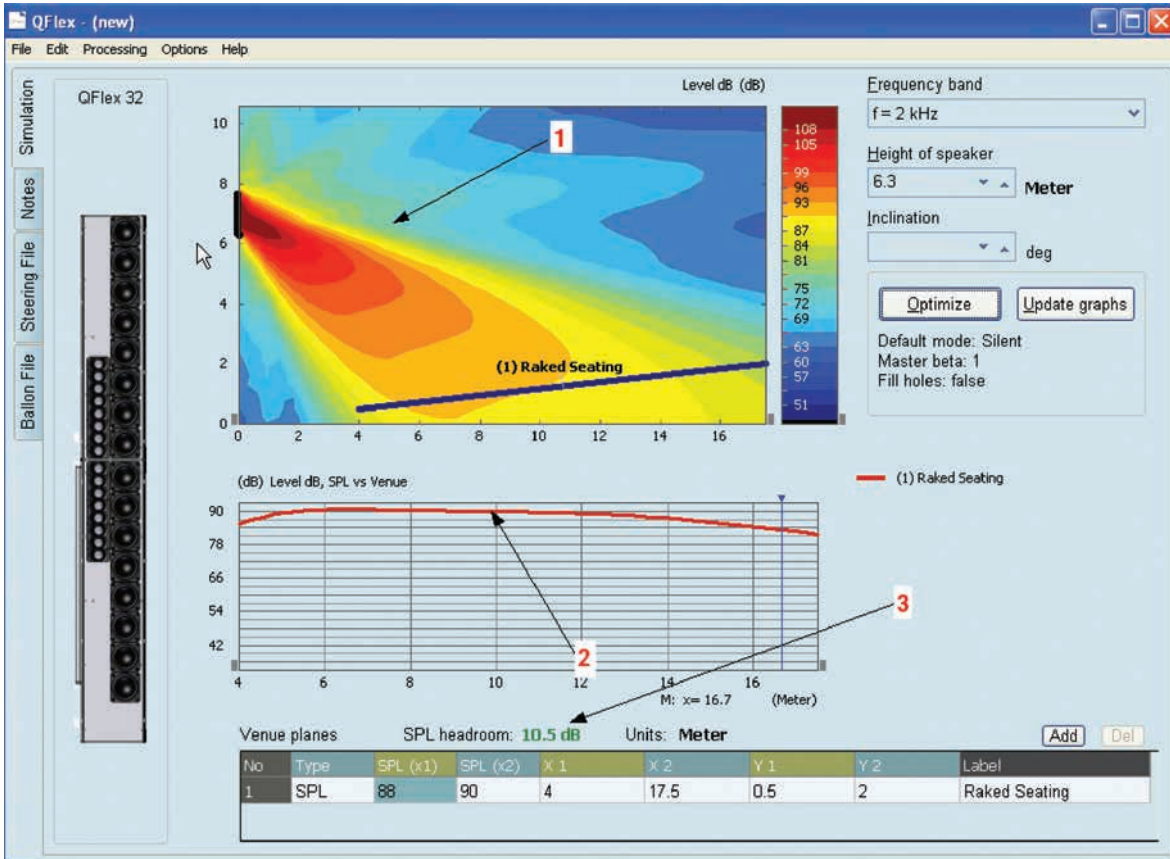 QFlex - (new)
File Edit Processing Options Help
Simulation
Notes
Steering File
Ballon File
QFlex 32
Level dB (dB)
10
8
6
4
2
0
0 2 4 6 8 10 12 14 16
1
(1) Raked Seating
108
105
99
96
93
87
84
81
75
72
69
63
60
57
51
Frequency band
f = 2 kHz
Height of speaker
6.3 Meter
Inclination
deg
Optimize Update graphs
Default mode: Silent
Master beta: 1
Fill holes: false
(dB) Level dB, SPL vs Venue
(1) Raked Seating
90
78
66
54
42
4 6 8 10 12 14 16
2
3
M: x= 16.7 (Meter)
Venue planes SPL headroom: 10.5 dB Units: Meter Add Del
No Type SPL (x1) SPL (x2) X 1 X 2 Y 1 Y 2 Label
1 SPL 88 90 4 17.5 0.5 2 Raked Seating